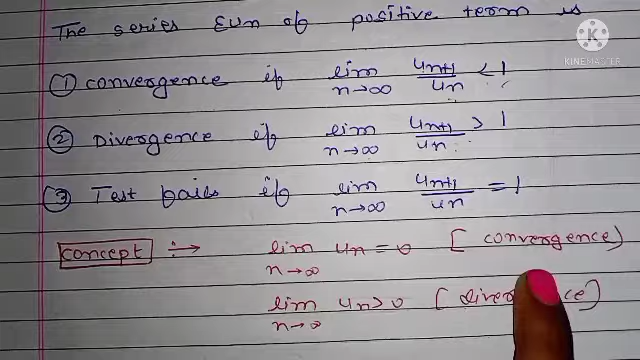 The series Σun of positive term is
① convergence if lim n→∞ un+1/un < 1
② Divergence if lim n→∞ un+1/un > 1
③ Test fails if lim n→∞ un+1/un = 1
concept ÷→ lim n→∞ un = 0 [convergence)
lim n→∞ un > 0 [diver ce)
K
KINEMASTER